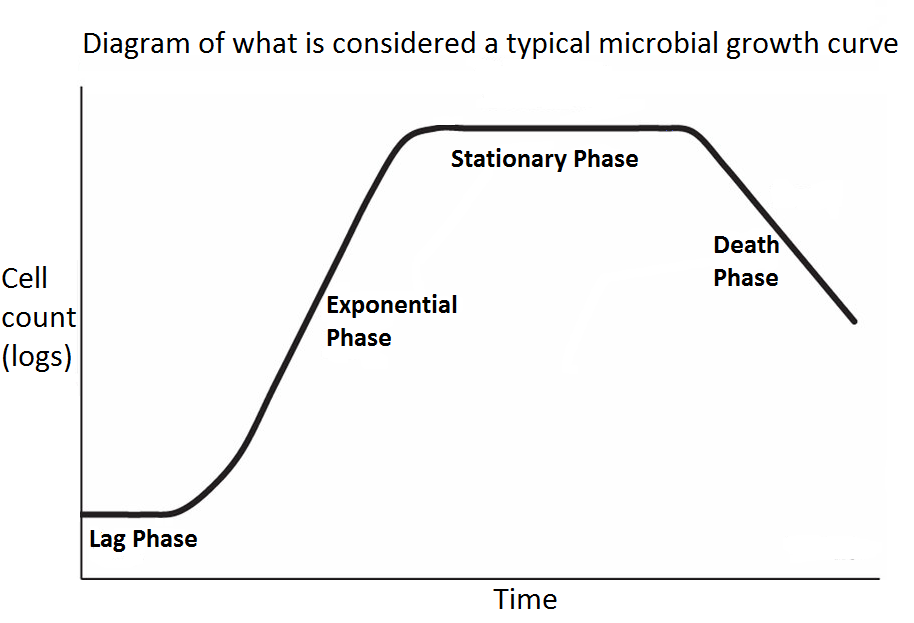 Diagram of what is considered a typical microbial growth curve
Stationary Phase
Death
Phase
Cell
count
(logs)
Exponential
Phase
Lag Phase
Time